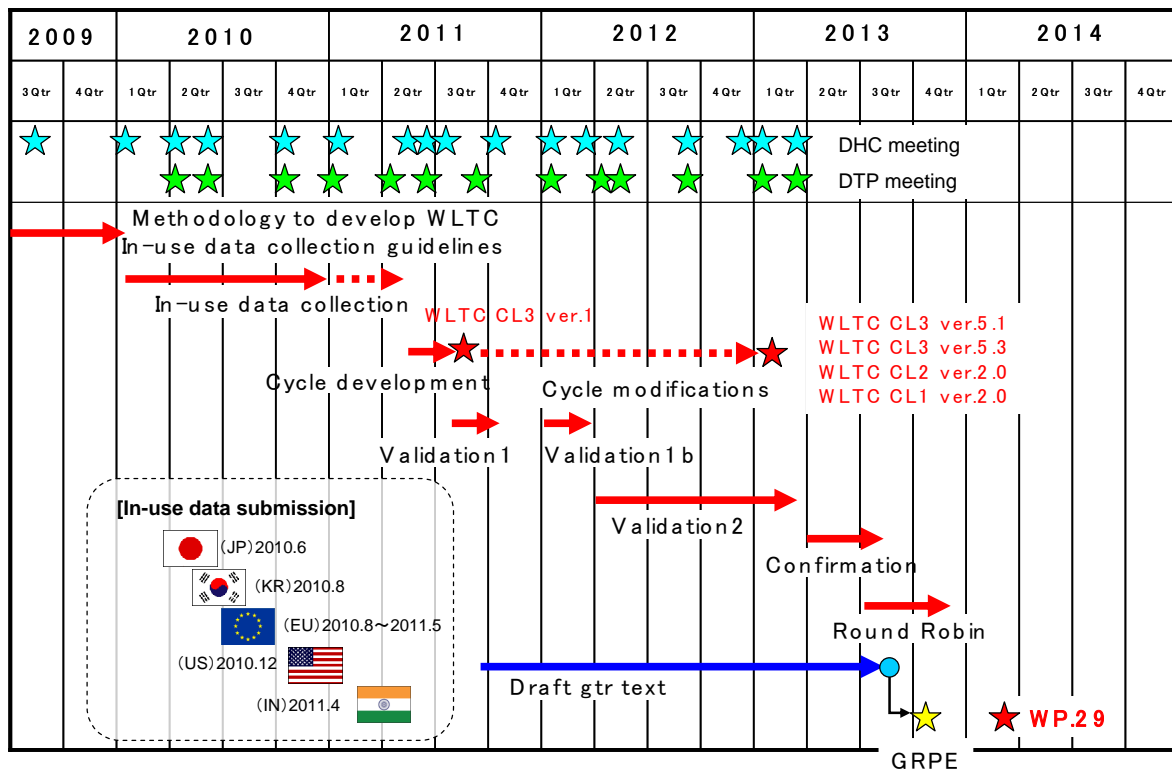 2009 2010 2011 2012 2013 2014
3Qtr 4Qtr 1Qtr 2Qtr 3Qtr 4Qtr 1Qtr 2Qtr 3Qtr 4Qtr 1Qtr 2Qtr 3Qtr 4Qtr 1Qtr 2Qtr 3Qtr 4Qtr 1Qtr 2Qtr 3Qtr 4Qtr
DHC meeting
DTP meeting
Methodology to develop WLTC
In-use data collection guidelines
In-use data collection
WLTC CL3 ver.1
WLTC CL3 ver.5.1
WLTC CL3 ver.5.3
WLTC CL2 ver.2.0
WLTC CL1 ver.2.0
Cycle development
Cycle modifications
Validation1
Validation1b
[In-use data submission]
Validation2
(JP)2010.6
Confirmation
(KR)2010.8
(EU)2010.8～2011.5
Round Robin
(US)2010.12
Draft gtr text
(IN)2011.4
WP.29
GRPE